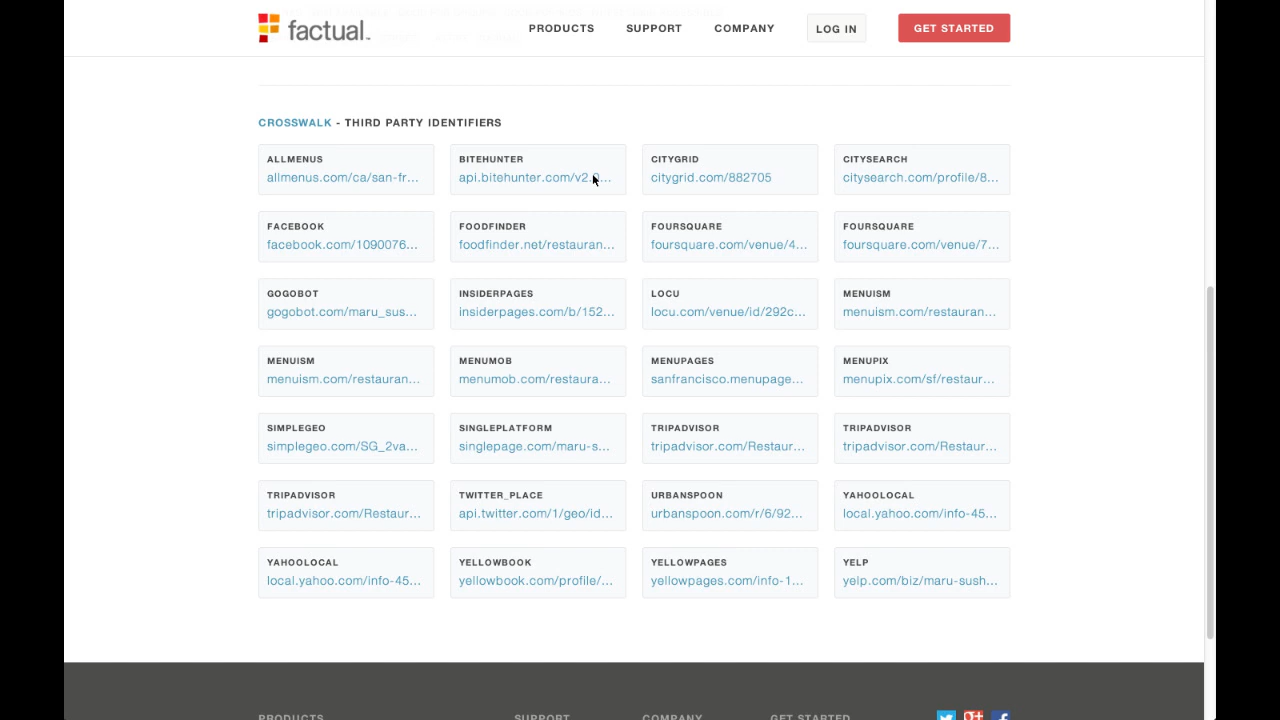 factual.
PRODUCTS SUPPORT COMPANY LOG IN GET STARTED
CROSSWALK - THIRD PARTY IDENTIFIERS
ALLMENUS BITEHUNTER CITYGRID CITYSEARCH
allmenus.com/ca/san-fr... api.bitehunter.com/v2... citygrid.com/882705 citysearch.com/profile/8...
FACEBOOK FOODFINDER FOURSQUARE FOURSQUARE
facebook.com/1090076... foodfinder.net/restauran... foursquare.com/venue/4... foursquare.com/venue/7...
GOGOBOT INSIDERPAGES LOCU MENUISM
gogobot.com/maru_sus... insiderpages.com/b/152... locu.com/venue/id/292c... menuism.com/restauran...
MENUISM MENUMOB MENUPAGES MENUPIX
menuism.com/restauran... menumob.com/restaura... sanfrancisco.menupage... menupix.com/sf/restaur...
SIMPLEGEO SINGLEPLATFORM TRIPADVISOR TRIPADVISOR
simplegeo.com/SG_2va... singlepage.com/maru-s... tripadvisor.com/Restaur... tripadvisor.com/Restaur...
TRIPADVISOR TWITTER_PLACE URBANSPOON YAHOOLOCAL
tripadvisor.com/Restaur... api.twitter.com/1/geo/id... urbanspoon.com/r/6/92... local.yahoo.com/info-45...
YAHOOLOCAL YELLOWBOOK YELLOWPAGES YELP
local.yahoo.com/info-45... yellowbook.com/profile/... yellowpages.com/info-1... yelp.com/biz/maru-sush...
PRODUCTS SUPPORT COMPANY GET STARTED